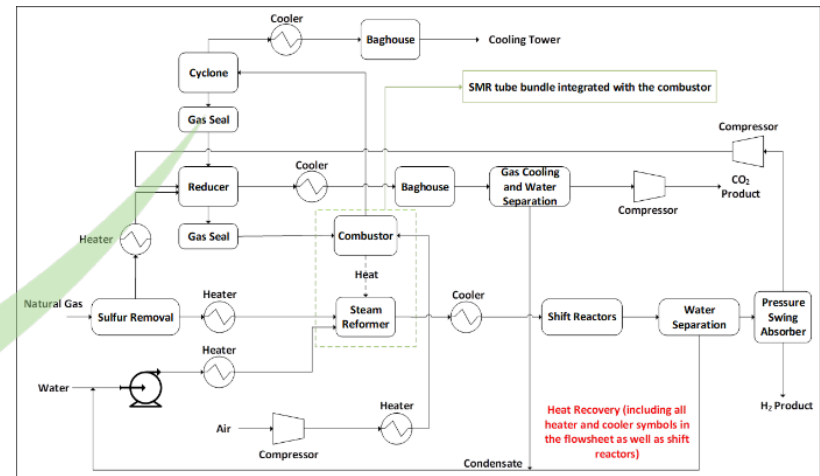 Cooler
Baghouse
Cooling Tower
Cyclone
SMR tube bundle integrated with the combustor
Gas Seal
Compressor
Cooler
Reducer
Baghouse
Gas Cooling
and Water
Separation
CO₂
Product
Compressor
Gas Seal
Combustor
Heater
Heat
Natural Gas
Sulfur Removal
Heater
Steam
Reformer
Cooler
Shift Reactors
Water
Separation
Pressure
Swing
Absorber
Heater
Water
Air
Compressor
Heater
Heat Recovery (including all
heater and cooler symbols in
the flowsheet as well as shift
reactors)
H₂ Product
Condensate